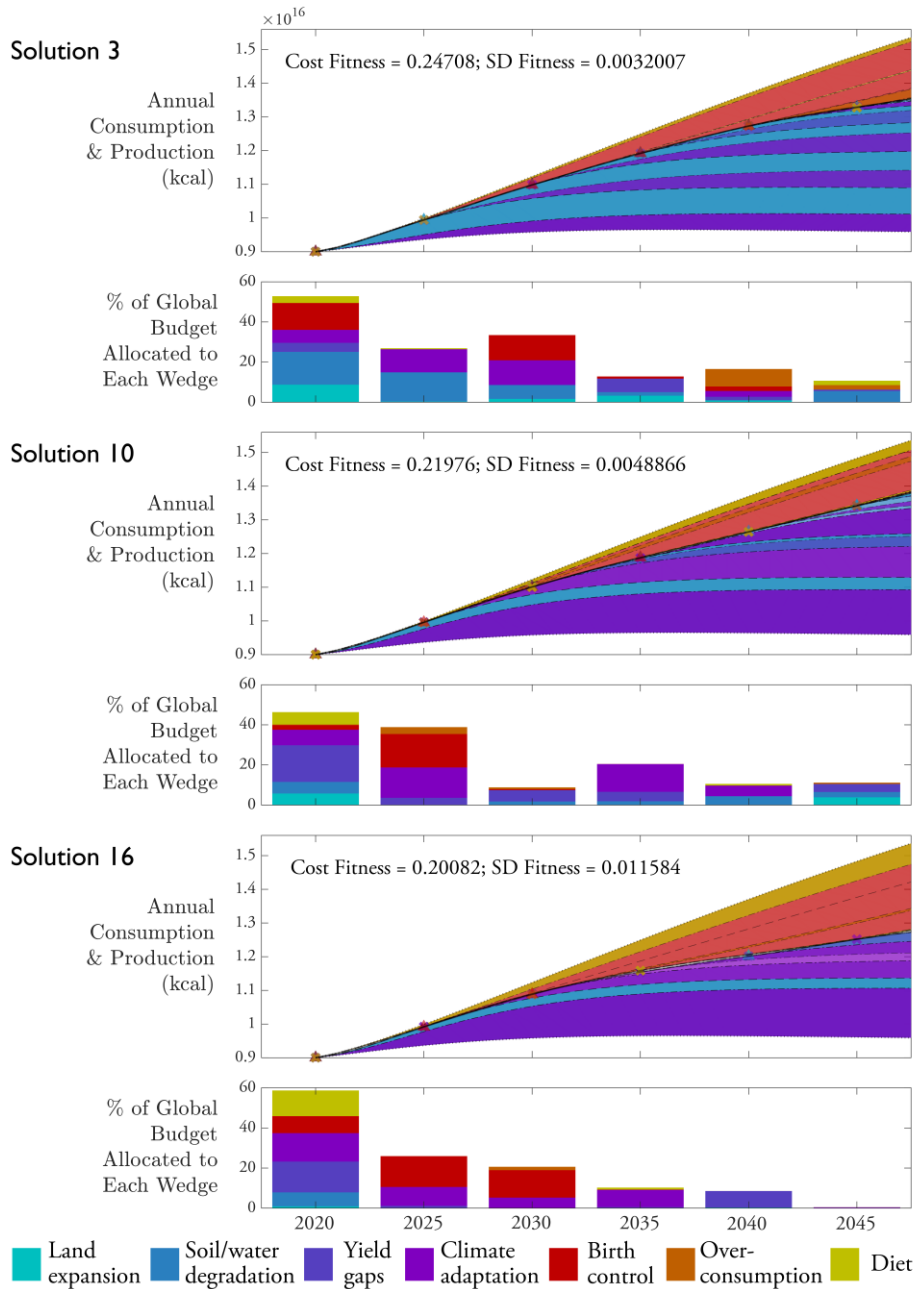 ×10^16
Solution 3
Cost Fitness = 0.24708; SD Fitness = 0.0032007
Annual
Consumption
& Production
(kcal)
1.5
1.4
1.3
1.2
1.1
1
0.9
% of Global
Budget
Allocated to
Each Wedge
60
40
20
0
Solution 10
Cost Fitness = 0.21976; SD Fitness = 0.0048866
Annual
Consumption
& Production
(kcal)
1.5
1.4
1.3
1.2
1.1
1
0.9
% of Global
Budget
Allocated to
Each Wedge
60
40
20
0
Solution 16
Cost Fitness = 0.20082; SD Fitness = 0.011584
Annual
Consumption
& Production
(kcal)
1.5
1.4
1.3
1.2
1.1
1
0.9
% of Global
Budget
Allocated to
Each Wedge
60
40
20
0
2020 2025 2030 2035 2040 2045
Land
expansion
Soil/water
degradation
Yield
gaps
Climate
adaptation
Birth
control
Over-
consumption
Diet